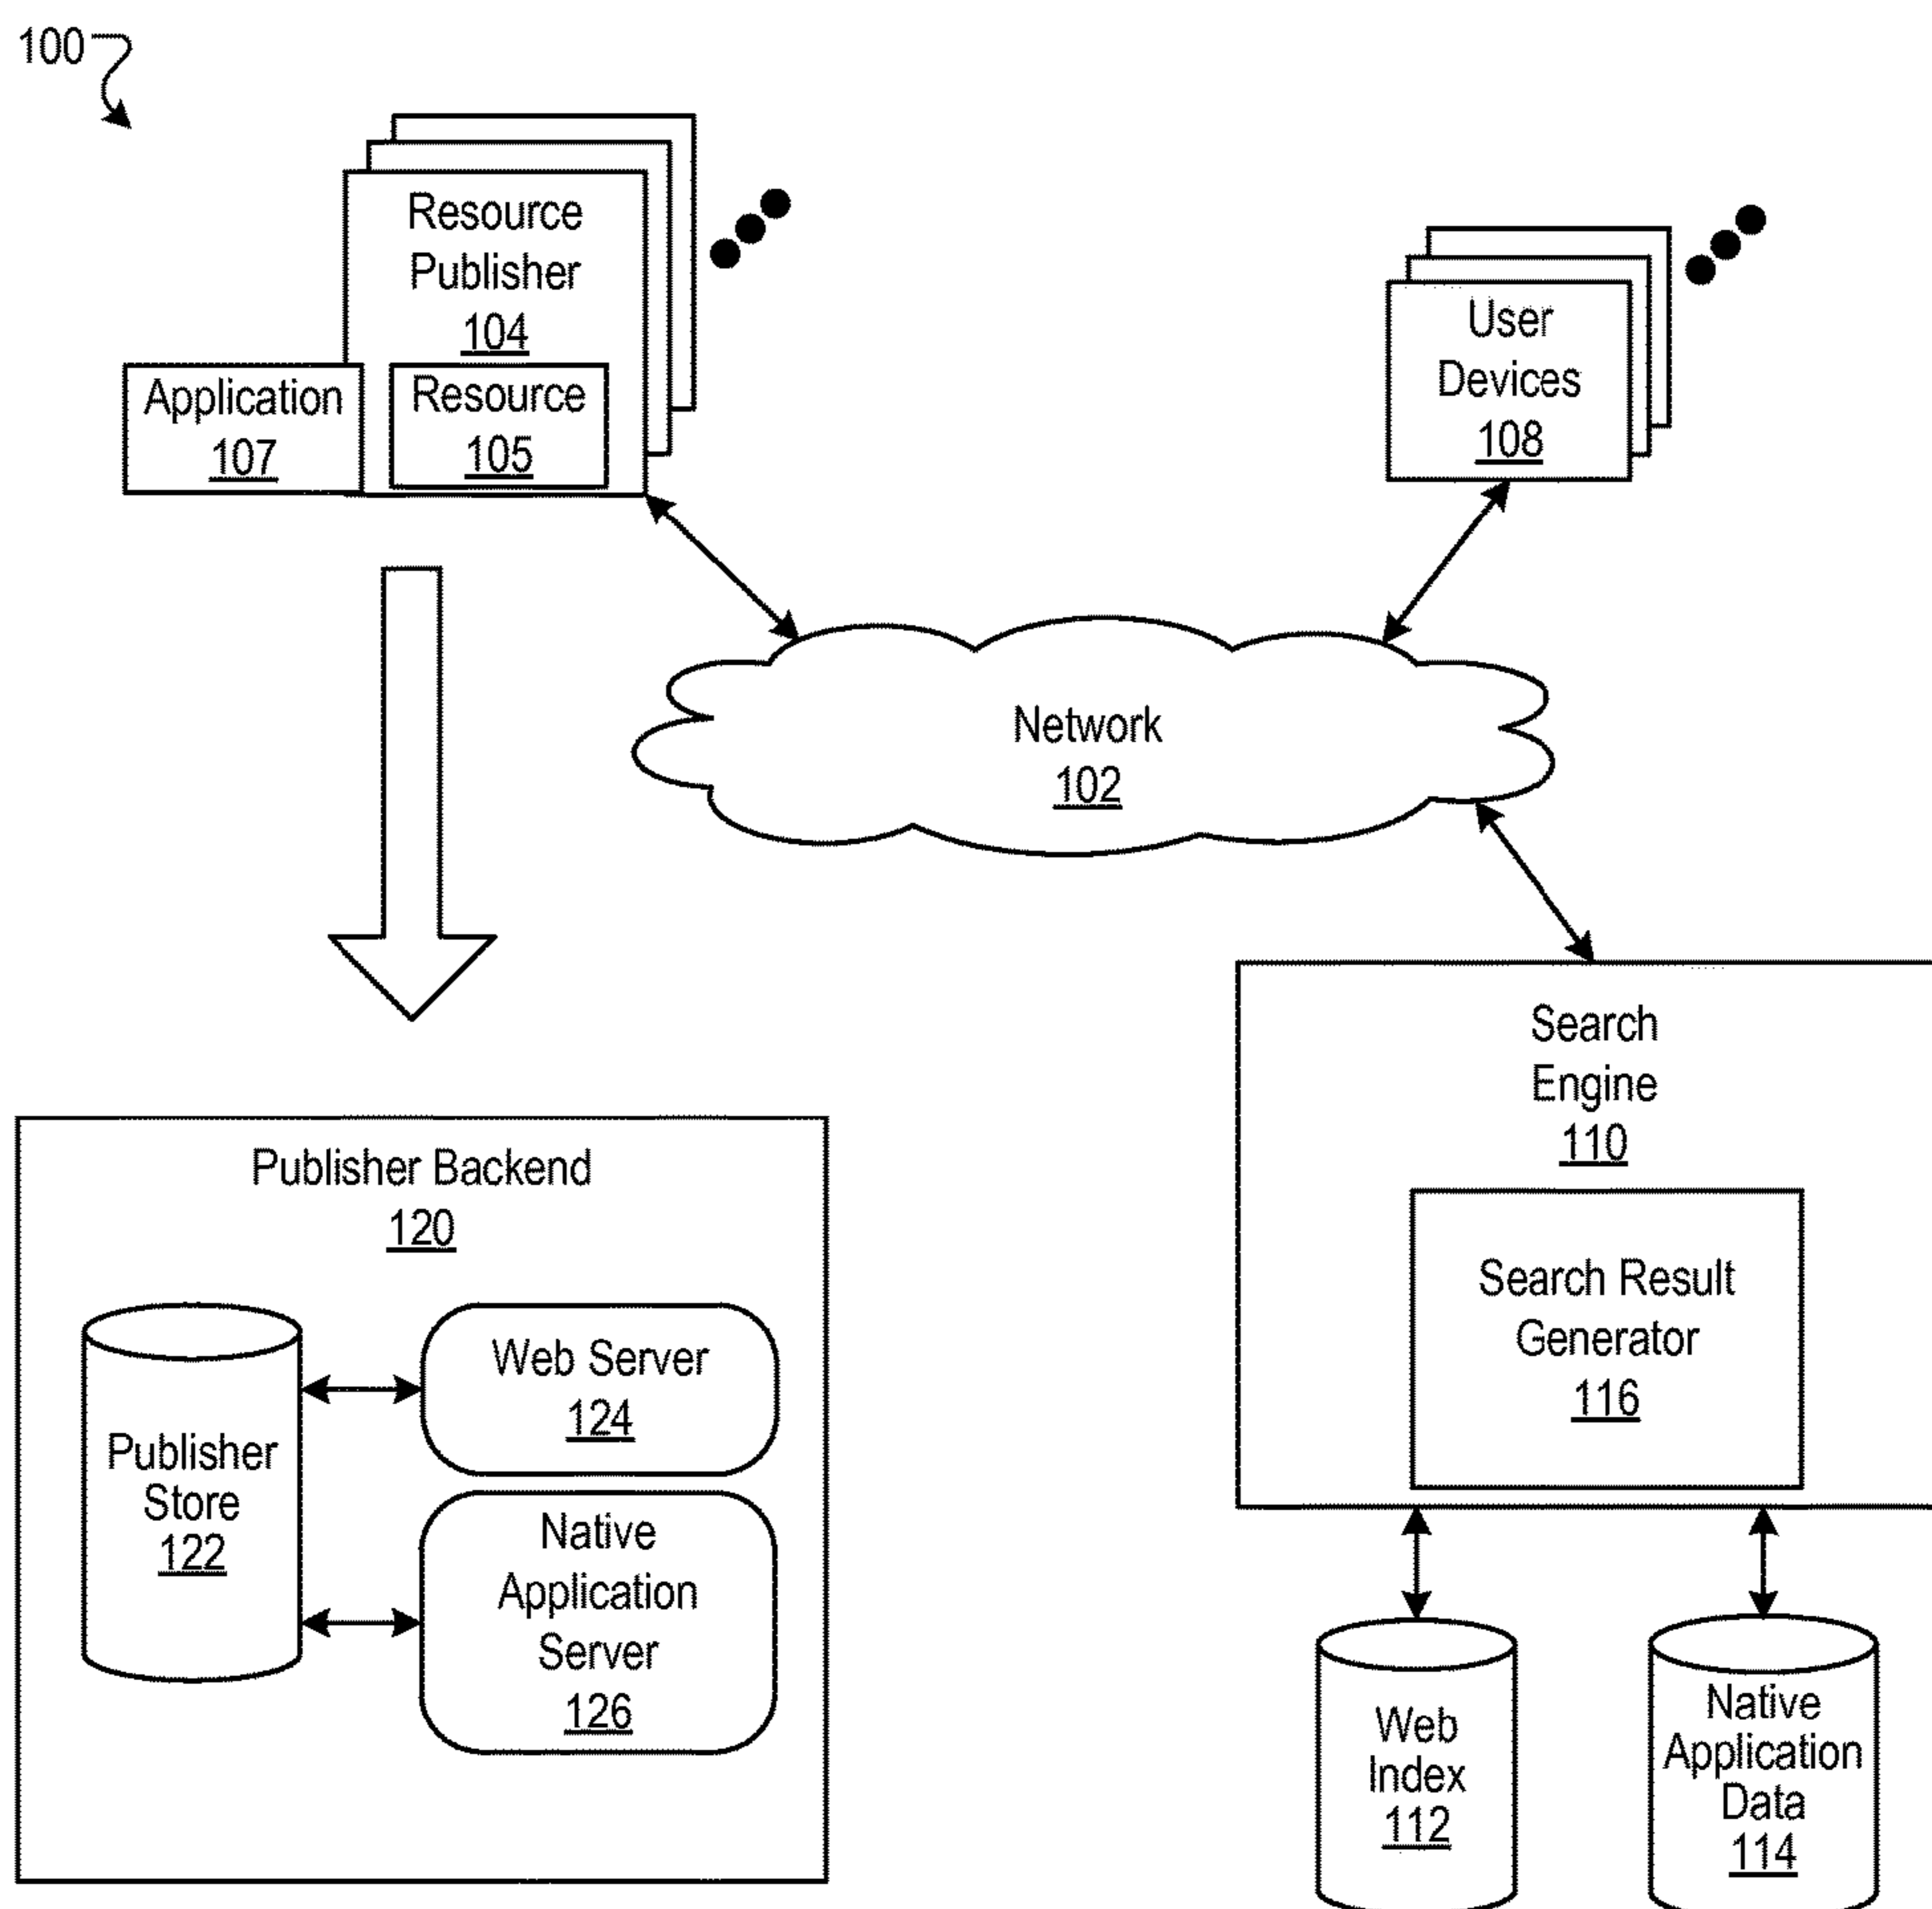 100
Resource
Publisher
104
Application
107
Resource
105
User
Devices
108
Network
102
Search
Engine
110
Search Result
Generator
116
Publisher Backend
120
Publisher
Store
122
Web Server
124
Native
Application
Server
126
Web
Index
112
Native
Application
Data
114